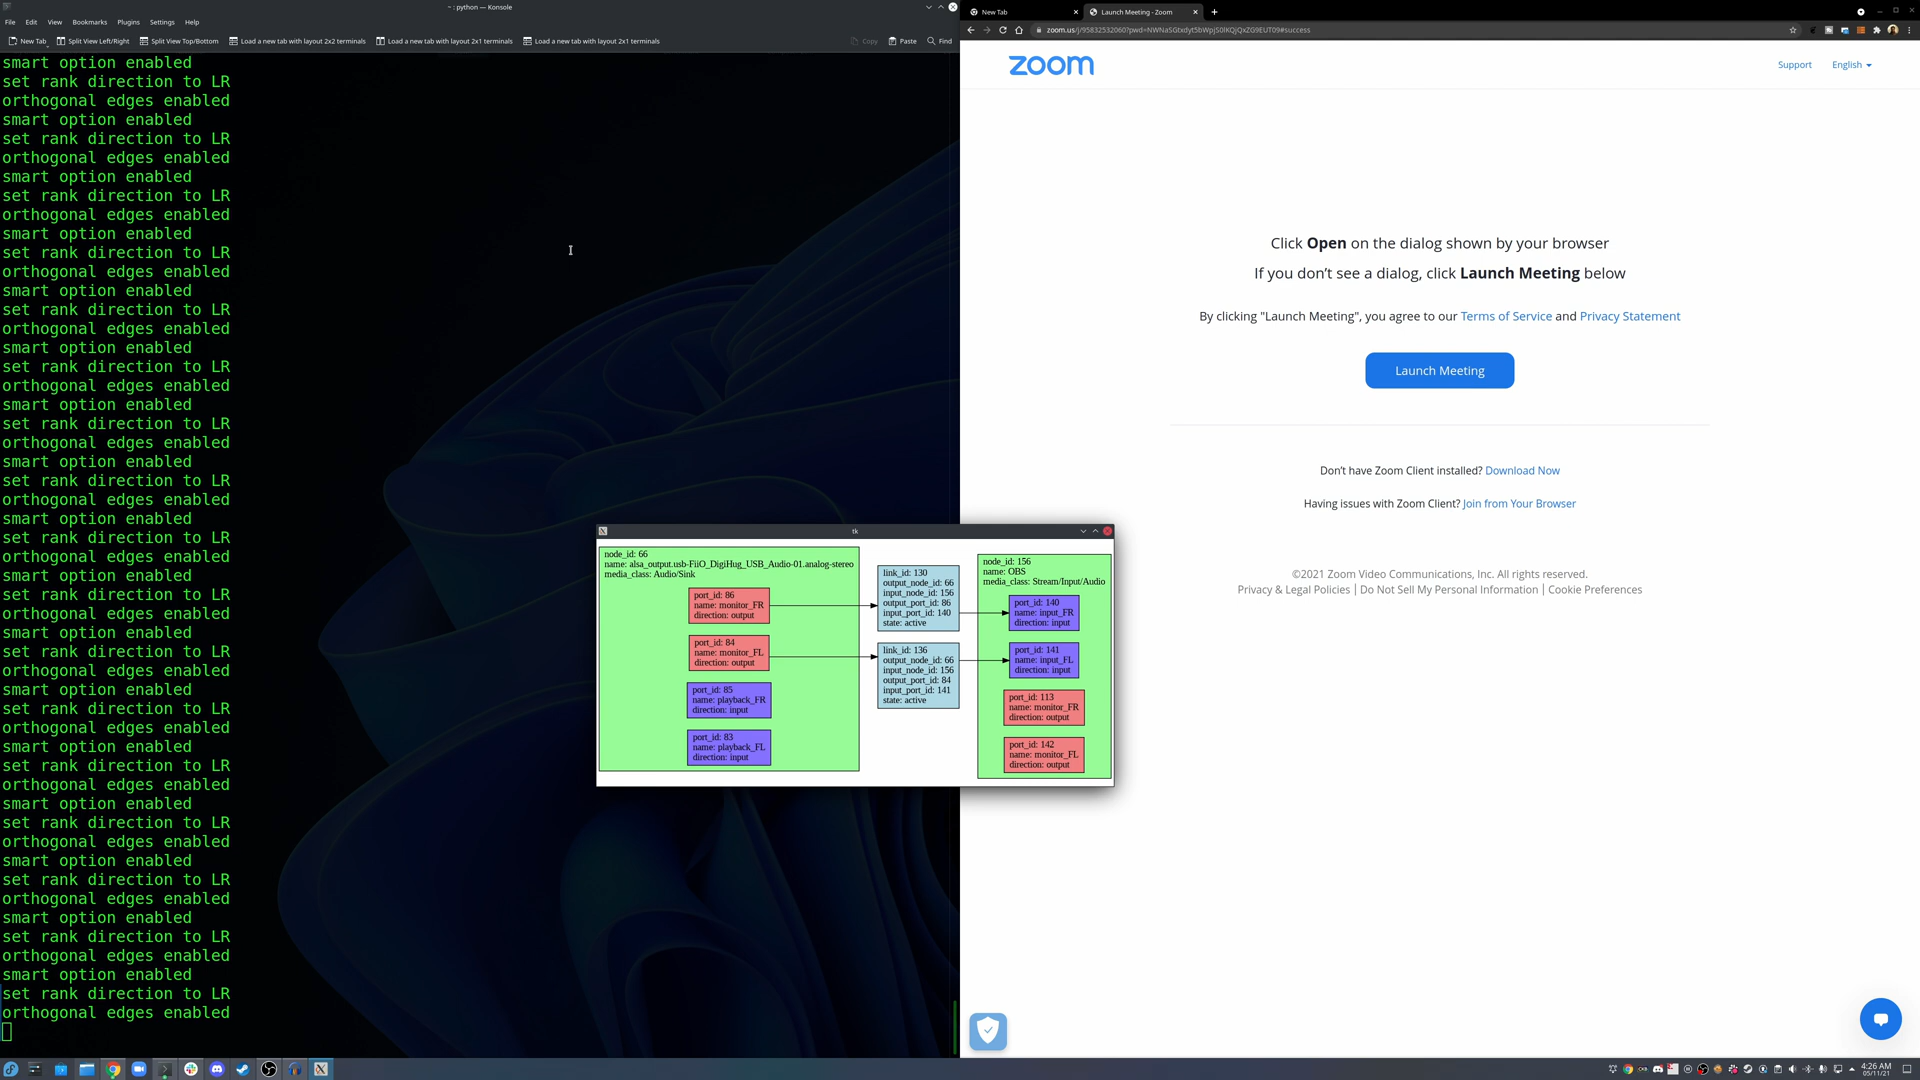 ~ : python — Konsole
File Edit View Bookmarks Plugins Settings Help
New Tab Split View Left/Right Split View Top/Bottom Load a new tab with layout 2x2 terminals Load a new tab with layout 2x1 terminals Load a new tab with layout 2x1 terminals Copy Paste Find
smart option enabled
set rank direction to LR
orthogonal edges enabled
smart option enabled
set rank direction to LR
orthogonal edges enabled
smart option enabled
set rank direction to LR
orthogonal edges enabled
smart option enabled
set rank direction to LR
orthogonal edges enabled
smart option enabled
set rank direction to LR
orthogonal edges enabled
smart option enabled
set rank direction to LR
orthogonal edges enabled
smart option enabled
set rank direction to LR
orthogonal edges enabled
smart option enabled
set rank direction to LR
orthogonal edges enabled
smart option enabled
set rank direction to LR
orthogonal edges enabled
smart option enabled
set rank direction to LR
orthogonal edges enabled
smart option enabled
set rank direction to LR
orthogonal edges enabled
smart option enabled
set rank direction to LR
orthogonal edges enabled
smart option enabled
set rank direction to LR
orthogonal edges enabled
smart option enabled
set rank direction to LR
orthogonal edges enabled
smart option enabled
set rank direction to LR
orthogonal edges enabled
smart option enabled
set rank direction to LR
orthogonal edges enabled
smart option enabled
set rank direction to LR
orthogonal edges enabled
New Tab
Launch Meeting - Zoom
zoom
Support English
Click Open on the dialog shown by your browser
If you don't see a dialog, click Launch Meeting below
By clicking "Launch Meeting", you agree to our Terms of Service and Privacy Statement
Launch Meeting
Don't have Zoom Client installed? Download Now
Having issues with Zoom Client? Join from Your Browser
©2021 Zoom Video Communications, Inc. All rights reserved.
Privacy & Legal Policies | Do Not Sell My Personal Information | Cookie Preferences
tk
node_id: 66
name: alsa_output.usb-FiiO_DigiHug_USB_Audio-01.analog-stereo
media_class: Audio/Sink
port_id: 86
name: monitor_FR
direction: output
port_id: 84
name: monitor_FL
direction: output
port_id: 85
name: playback_FR
direction: input
port_id: 83
name: playback_FL
direction: input
link_id: 130
output_node_id: 66
input_node_id: 156
output_port_id: 86
input_port_id: 140
state: active
link_id: 136
output_node_id: 66
input_node_id: 156
output_port_id: 84
input_port_id: 141
state: active
node_id: 156
name: OBS
media_class: Stream/Input/Audio
port_id: 140
name: input_FR
direction: input
port_id: 141
name: input_FL
direction: input
port_id: 113
name: monitor_FR
direction: output
port_id: 142
name: monitor_FL
direction: output
4:26 AM
05/11/21